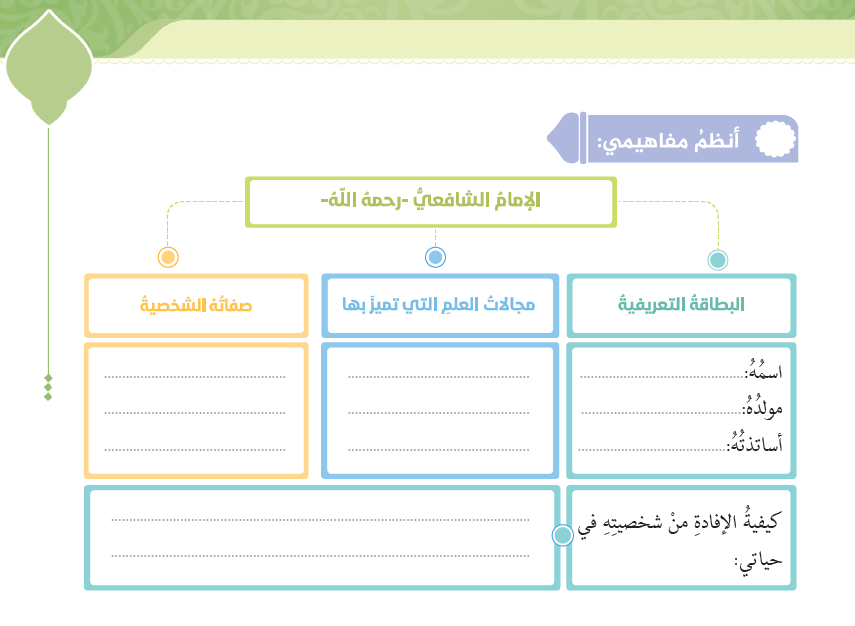 أنظمُ مفاهيمي:
الإمامُ الشافعيُّ -رحمهُ اللّهُ-
البطاقةُ التعريفيةُ
مجالاتُ العلمِ التي تميزَ بها
صفاتُهُ الشخصيةُ
اسمُهُ:
مولدُهُ:
أساتذتُهُ:
كيفيةُ الإفادةِ منْ شخصيتِهِ في
حياتي: